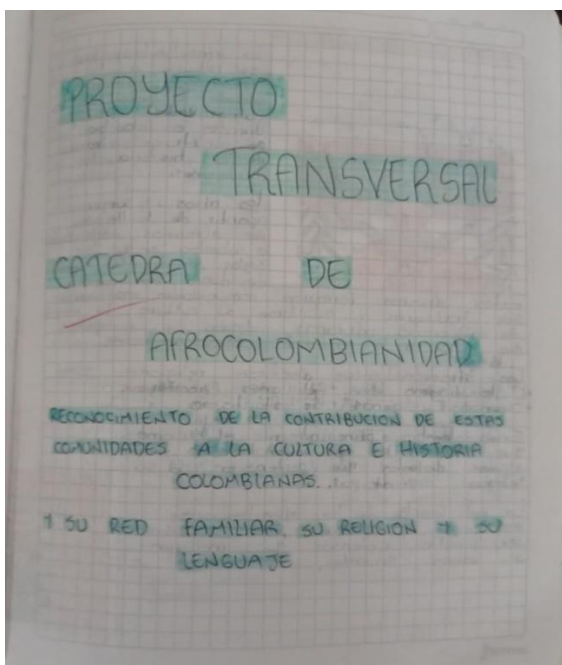 PROYECTO
TRANSVERSAL
CATEDRA DE
AFROCOLOMBIANIDAD
RECONOCIMIENTO DE LA CONTRIBUCION DE ESTAS
COMUNIDADES A LA CULTURA E HISTORIA
COLOMBIANAS.
Y SU RED FAMILIAR, SU RELIGION Y SU
LENGUAJE